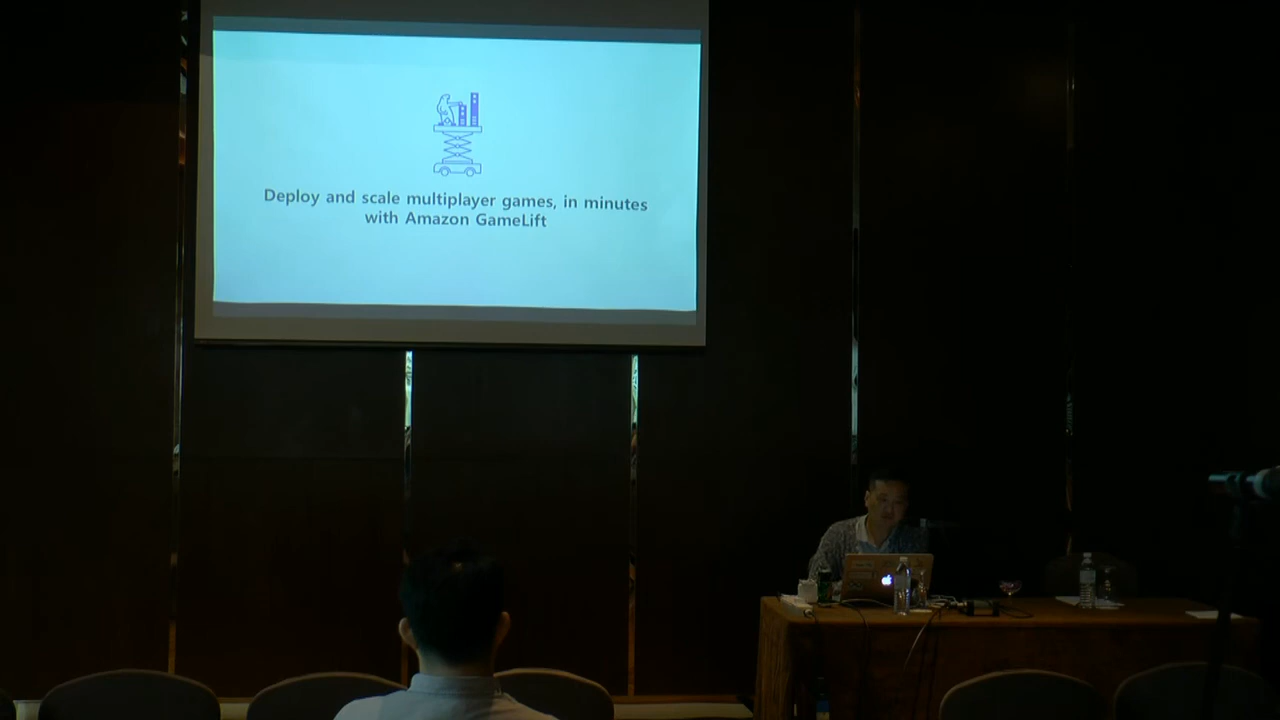 Deploy and scale multiplayer games, in minutes
with Amazon GameLift